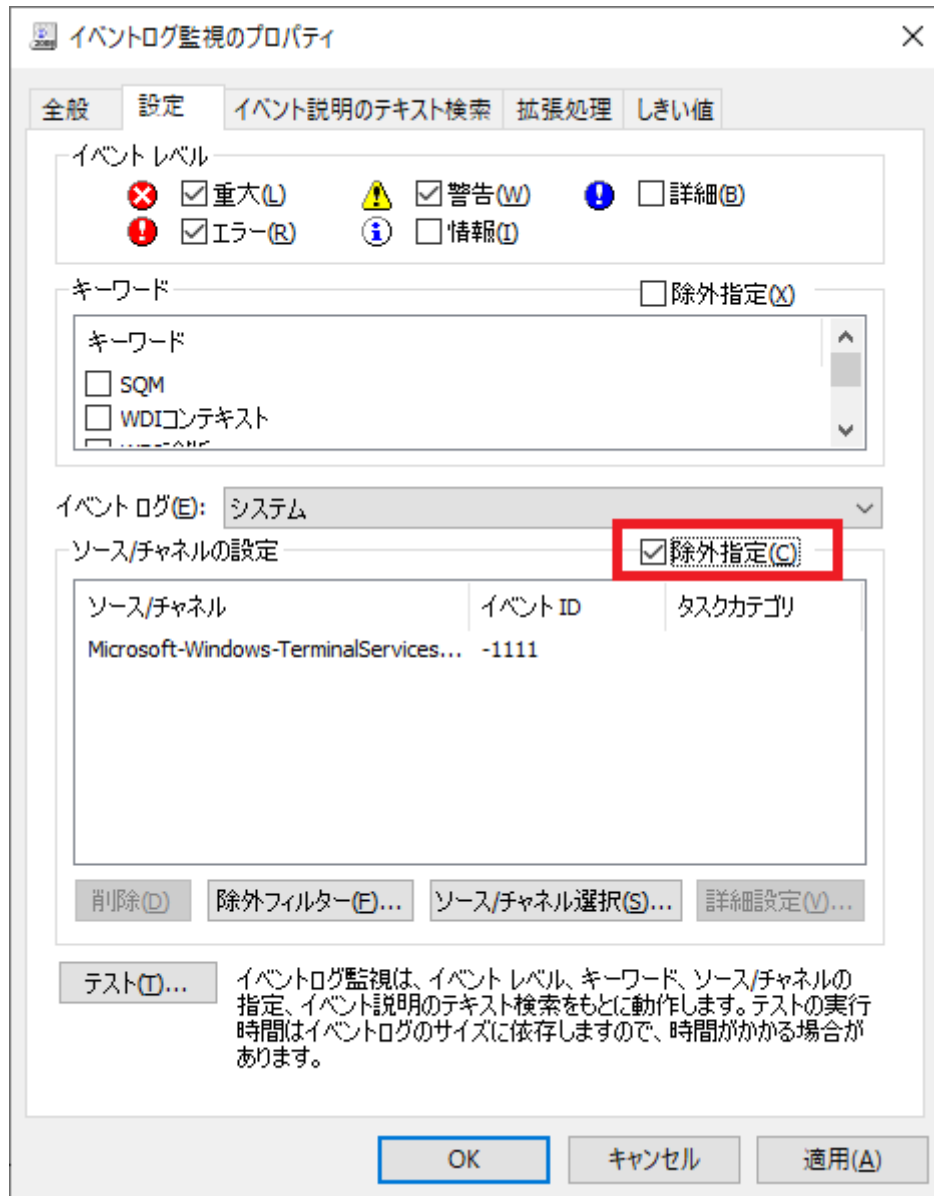 イベントログ監視のプロパティ
全般 設定 イベント説明のテキスト検索 拡張処理 しきい値
イベント レベル
重大(L) 警告(W) 詳細(B)
エラー(R) 情報(I)
キーワード 除外指定(X)
キーワード
SQM
WDIコンテキスト
イベント ログ(E): システム
ソース/チャネルの設定 除外指定(C)
ソース/チャネル イベント ID タスクカテゴリ
Microsoft-Windows-TerminalServices... -1111
削除(D) 除外フィルター(F)... ソース/チャネル選択(S)... 詳細設定(V)...
テスト(T)... イベントログ監視は、イベント レベル、キーワード、ソース/チャネルの
指定、イベント説明のテキスト検索をもとに動作します。テストの実行
時間はイベントログのサイズに依存しますので、時間がかかる場合が
あります。
OK キャンセル 適用(A)